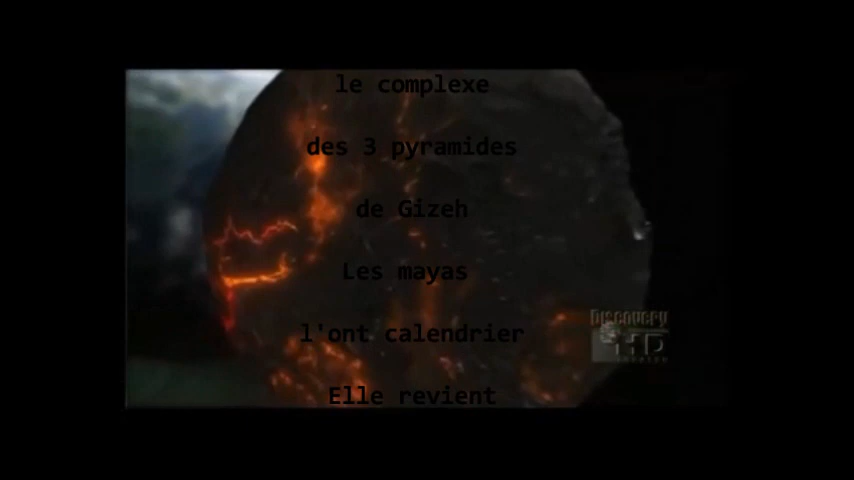 le complexe
des 3 pyramides
de Gizeh
Les mayas
l'ont calendrier
Elle revient
Discovery
HD